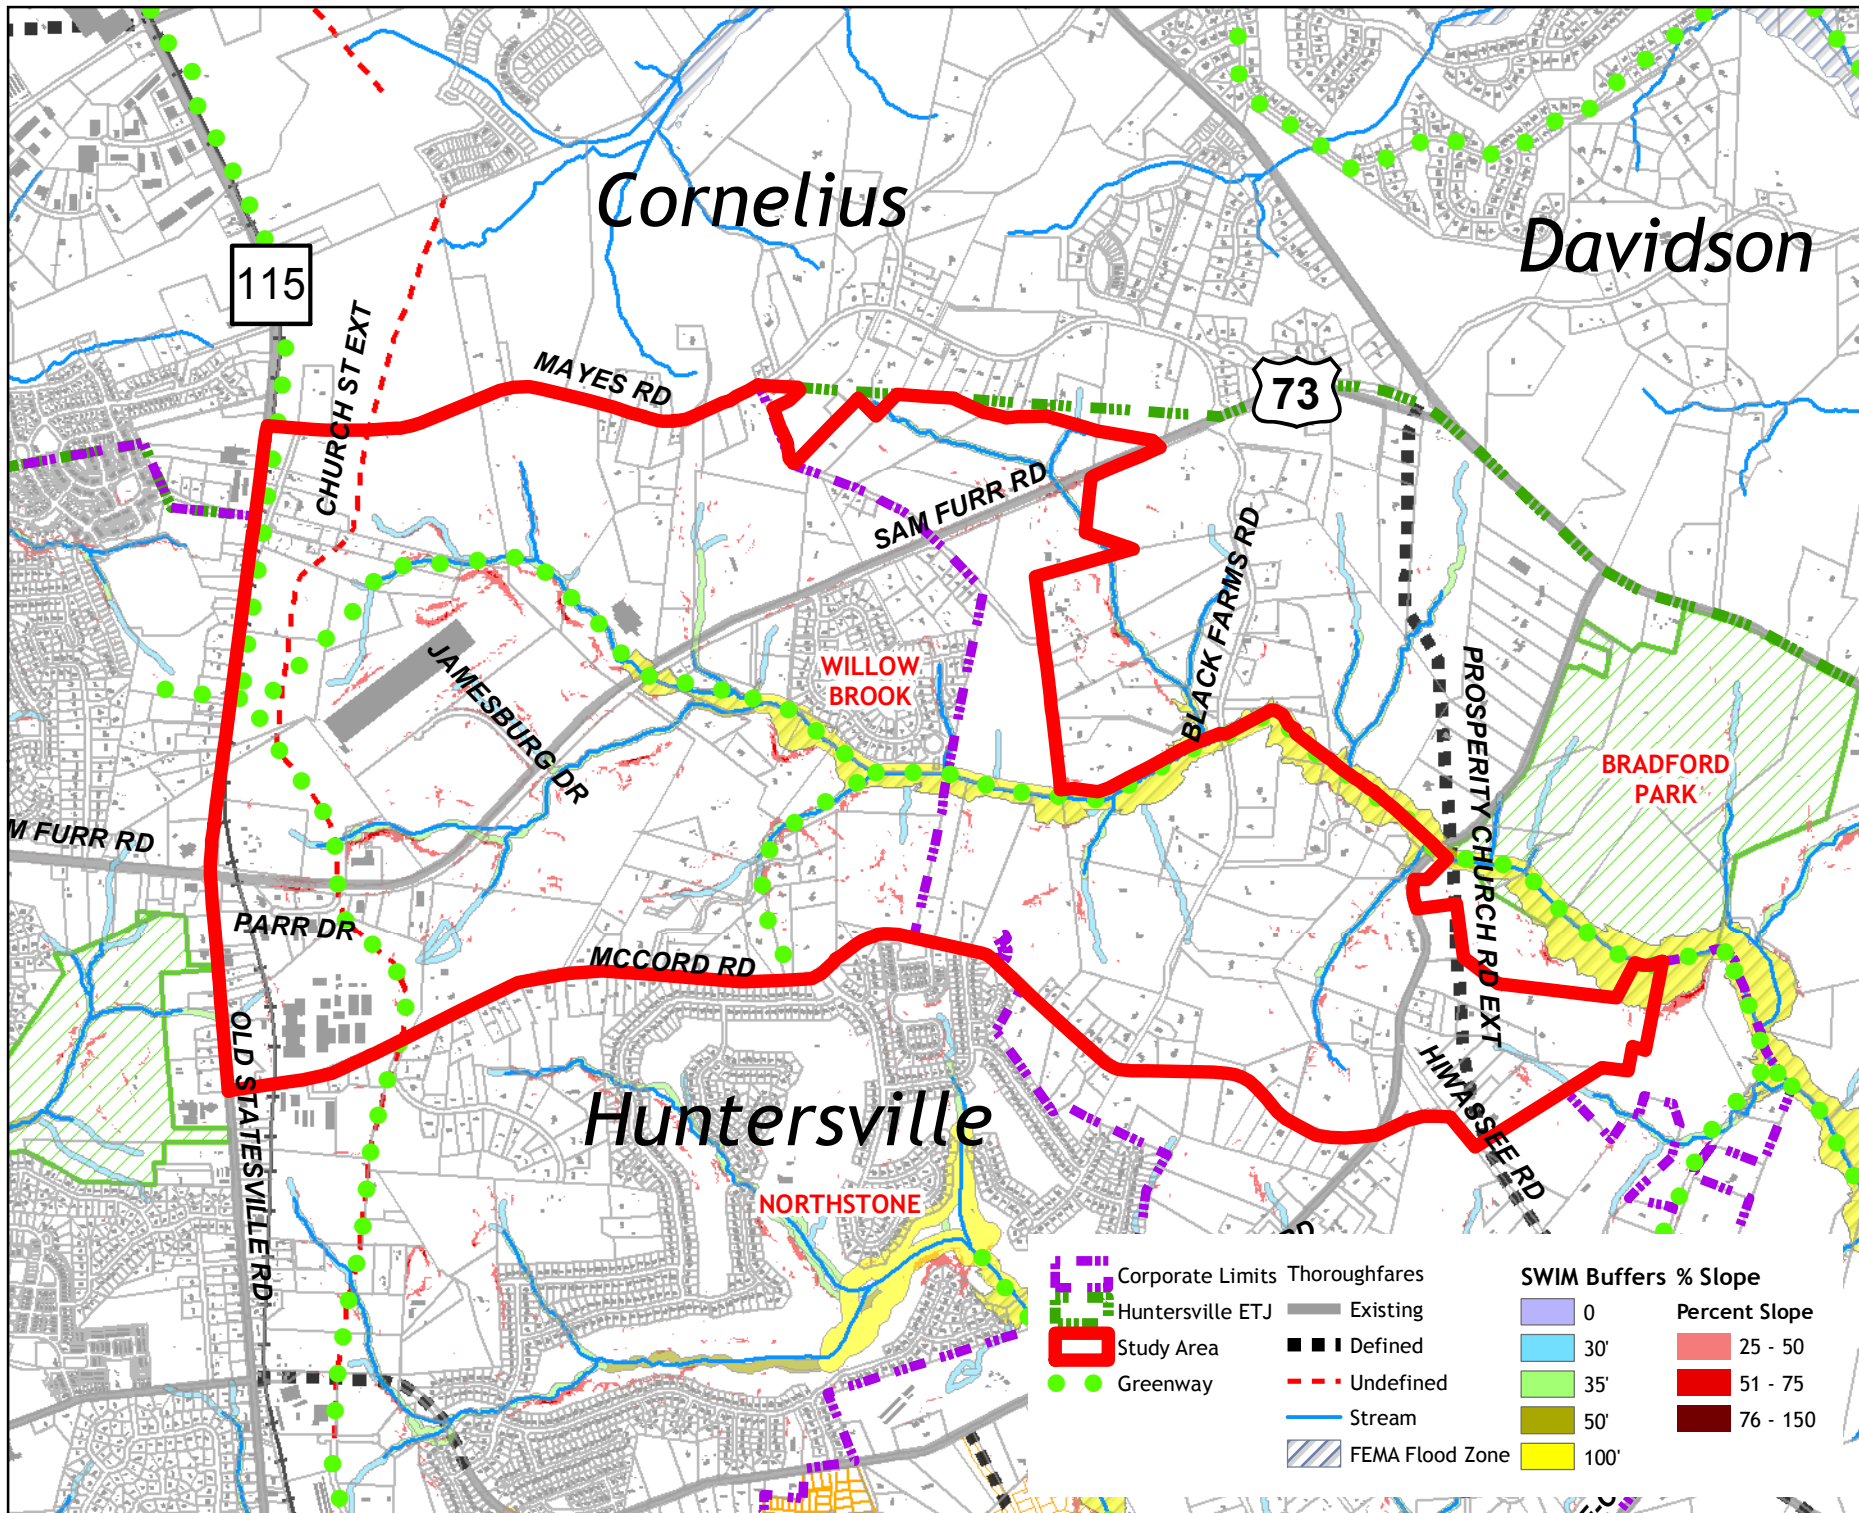 Cornelius
Davidson
115
CHURCH ST EXT
MAYES RD
73
SAM FURR RD
BLACK FARMS RD
WILLOW
BROOK
JAMESBURG DR
PROSPERITY CHURCH RD EXT
BRADFORD
PARK
M FURR RD
PARR DR
MCCORD RD
OLD STATESVILLE RD
HIWASSEE RD
Huntersville
NORTHSTONE
Corporate Limits
Huntersville ETJ
Study Area
Greenway
Thoroughfares
Existing
Defined
Undefined
Stream
FEMA Flood Zone
SWIM Buffers
0
30'
35'
50'
100'
% Slope
Percent Slope
25 - 50
51 - 75
76 - 150